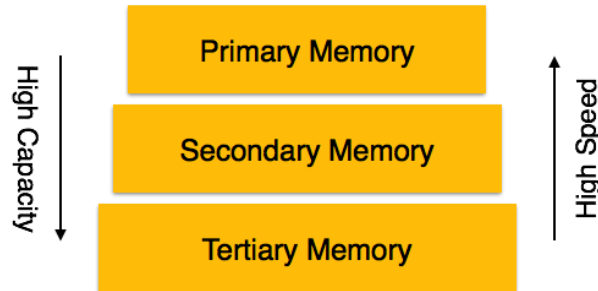 Primary Memory
High Capacity
Secondary Memory
High Speed
Tertiary Memory